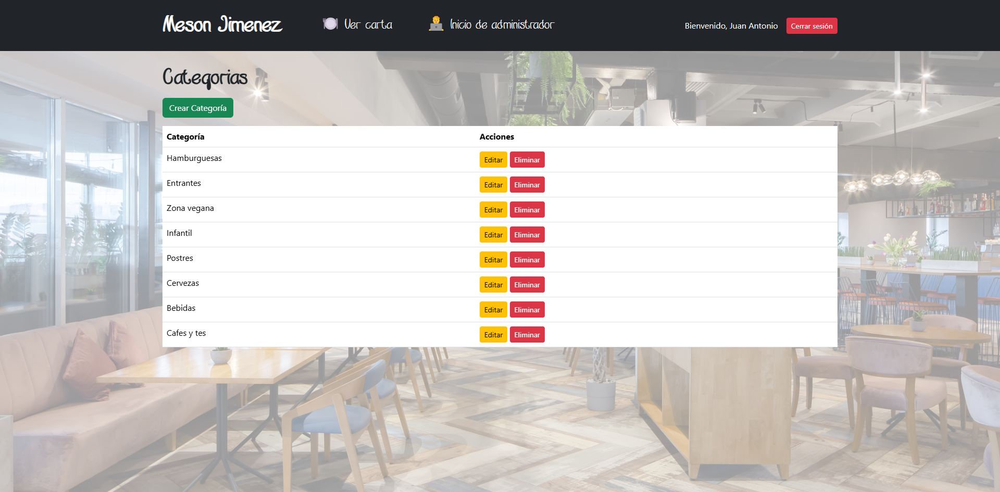 Meson Jimenez
🍽️ Ver carta
🧑‍💻 Inicio de administrador
Bienvenido, Juan Antonio
Cerrar sesión
Categorias
Crear Categoría
Categoría Acciones
Hamburguesas Editar Eliminar
Entrantes Editar Eliminar
Zona vegana Editar Eliminar
Infantil Editar Eliminar
Postres Editar Eliminar
Cervezas Editar Eliminar
Bebidas Editar Eliminar
Cafes y tes Editar Eliminar